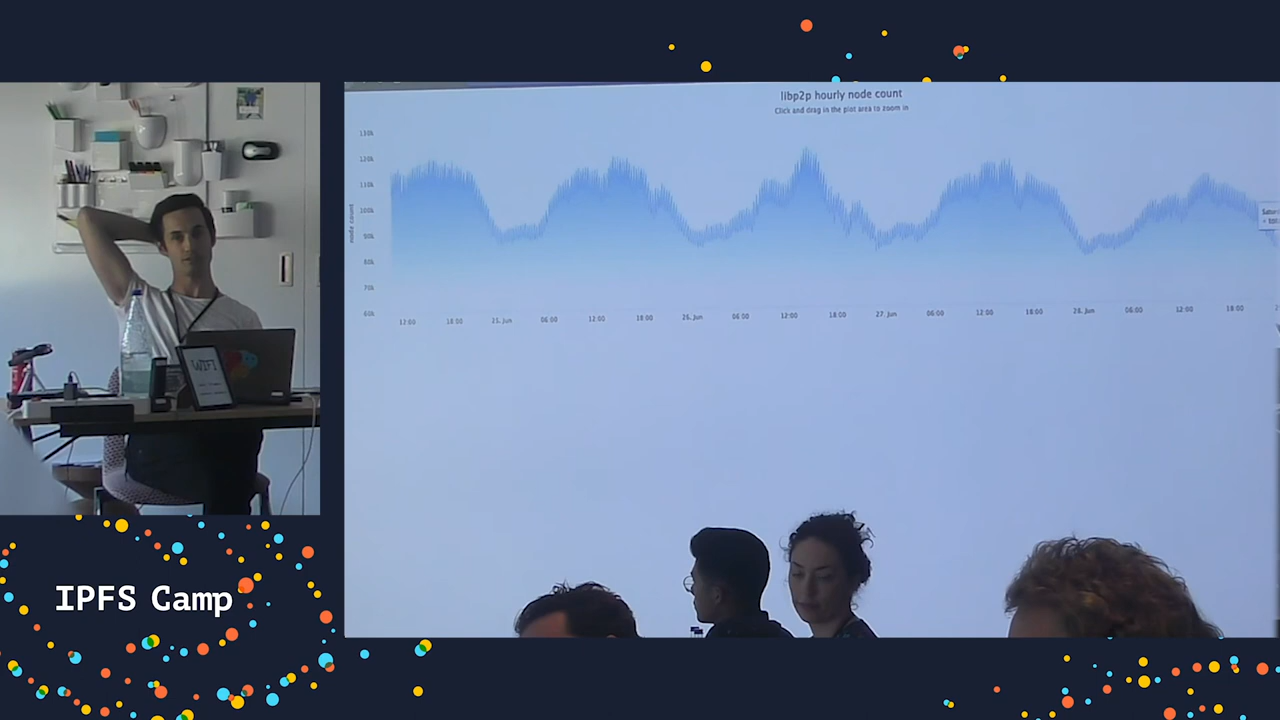 libp2p hourly node count
Click and drag in the plot area to zoom in
130k
120k
110k
100k
90k
80k
70k
60k
node count
12:00 18:00 25. Jun 06:00 12:00 18:00 26. Jun 06:00 12:00 18:00 27. Jun 06:00 12:00 18:00 28. Jun 06:00 12:00 18:00
WIFI
IPFS Camp